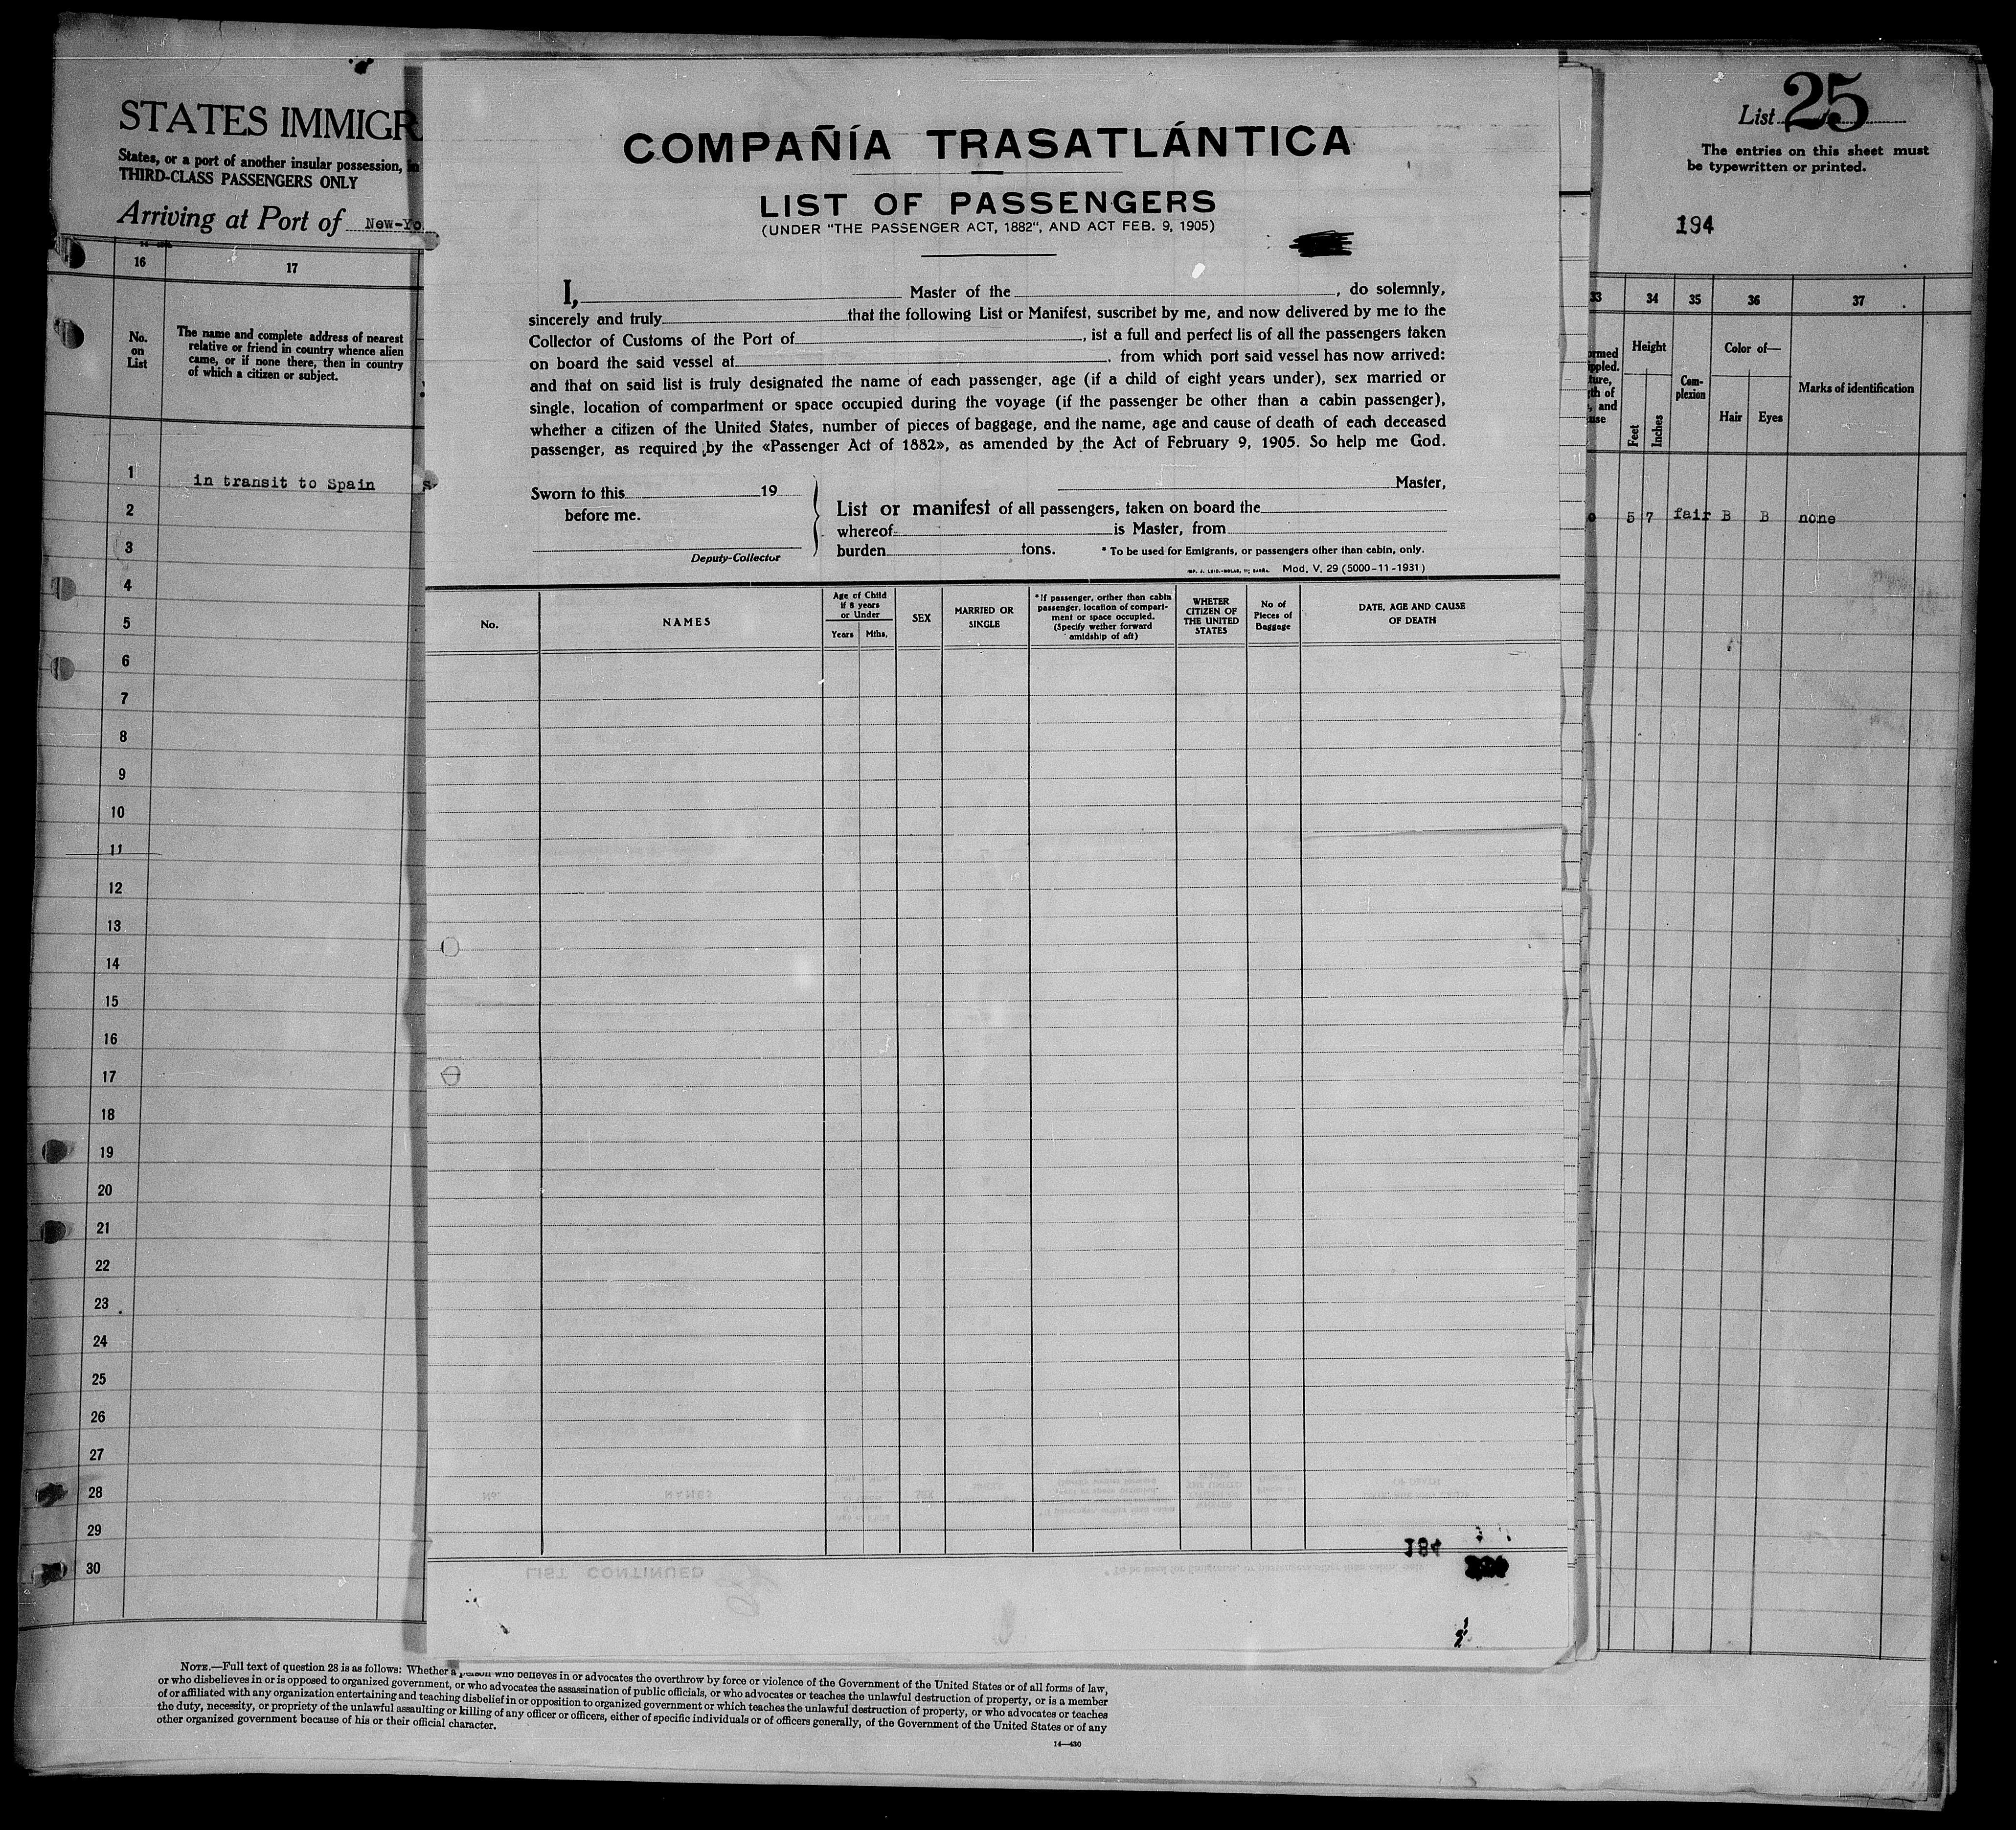 STATES IMMIGR
States, or a port of another insular possession, in
THIRD-CLASS PASSENGERS ONLY
Arriving at Port of New-Yo
16
17
No.
on
List
The name and complete address of nearest
relative or friend in country whence alien
came, or if none there, then in country
of which a citizen or subject.
1
in transit to Spain
2
3
4
5
6
7
8
9
10
11
12
13
14
15
16
17
18
19
20
21
22
23
24
25
26
27
28
29
30
COMPAÑÍA TRASATLÁNTICA
LIST OF PASSENGERS
(UNDER "THE PASSENGER ACT, 1882", AND ACT FEB. 9, 1905)
I, Master of the , do solemnly,
sincerely and truly that the following List or Manifest, suscribet by me, and now delivered by me to the
Collector of Customs of the Port of , ist a full and perfect lis of all the passengers taken
on board the said vessel at , from which port said vessel has now arrived:
and that on said list is truly designated the name of each passenger, age (if a child of eight years under), sex married or
single, location of compartment or space occupied during the voyage (if the passenger be other than a cabin passenger),
whether a citizen of the United States, number of pieces of baggage, and the name, age and cause of death of each deceased
passenger, as required by the «Passenger Act of 1882», as amended by the Act of February 9, 1905. So help me God.
Sworn to this 19
before me.
Deputy-Collector
Master,
List or manifest of all passengers, taken on board the
whereof is Master, from
burden tons.
* To be used for Emigrants, or passengers other than cabin, only.
Mod. V. 29 (5000-11-1931)
No.
NAMES
Age of Child
if 8 years
or Under
Years
Mths.
SEX
MARRIED OR
SINGLE
* If passenger, orther than cabin
passenger, location of compart-
ment or space occupied.
(Specify wether forward
amidship of aft)
WHETER
CITIZEN OF
THE UNITED
STATES
No of
Pieces of
Baggage
DATE, AGE AND CAUSE
OF DEATH
LIST CONTINUED
184
List 25
The entries on this sheet must
be typewritten or printed.
194
33
34
35
36
37
Height
Feet
Inches
Com-
plexion
Color of—
Hair
Eyes
Marks of identification
5 7 fair B B none
NOTE.—Full text of question 28 is as follows: Whether a person who believes in or advocates the overthrow by force or violence of the Government of the United States or of all forms of law,
or who disbelieves in or is opposed to organized government, or who advocates the assassination of public officials, or who advocates or teaches the unlawful destruction of property, or is a member
of or affiliated with any organization entertaining and teaching disbelief in or opposition to organized government or which teaches the unlawful destruction of property, or who advocates or teaches
the duty, necessity, or propriety of the unlawful assaulting or killing of any officer or officers, either of specific individuals or of officers generally, of the Government of the United States or of any
other organized government because of his or their official character.
14—430